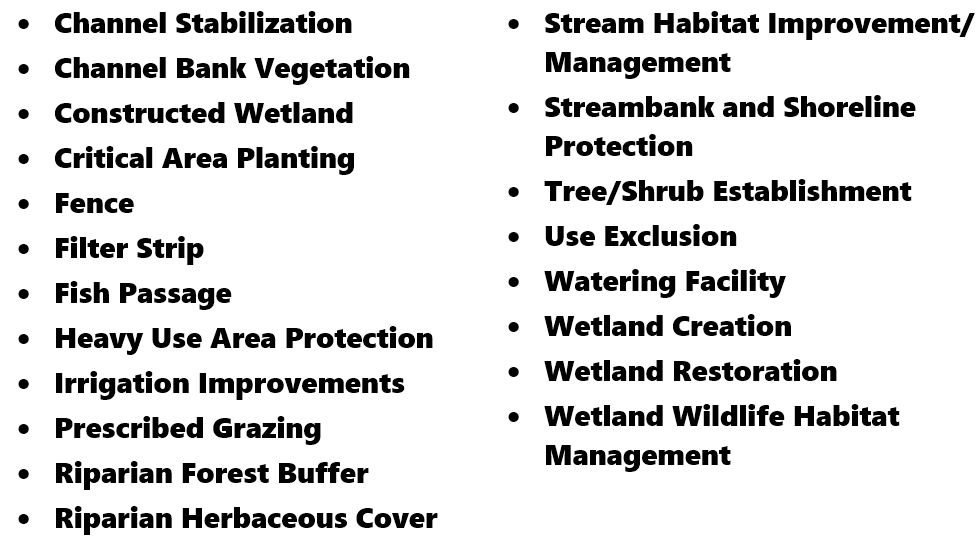 • Channel Stabilization
• Channel Bank Vegetation
• Constructed Wetland
• Critical Area Planting
• Fence
• Filter Strip
• Fish Passage
• Heavy Use Area Protection
• Irrigation Improvements
• Prescribed Grazing
• Riparian Forest Buffer
• Riparian Herbaceous Cover
• Stream Habitat Improvement/
Management
• Streambank and Shoreline
Protection
• Tree/Shrub Establishment
• Use Exclusion
• Watering Facility
• Wetland Creation
• Wetland Restoration
• Wetland Wildlife Habitat
Management